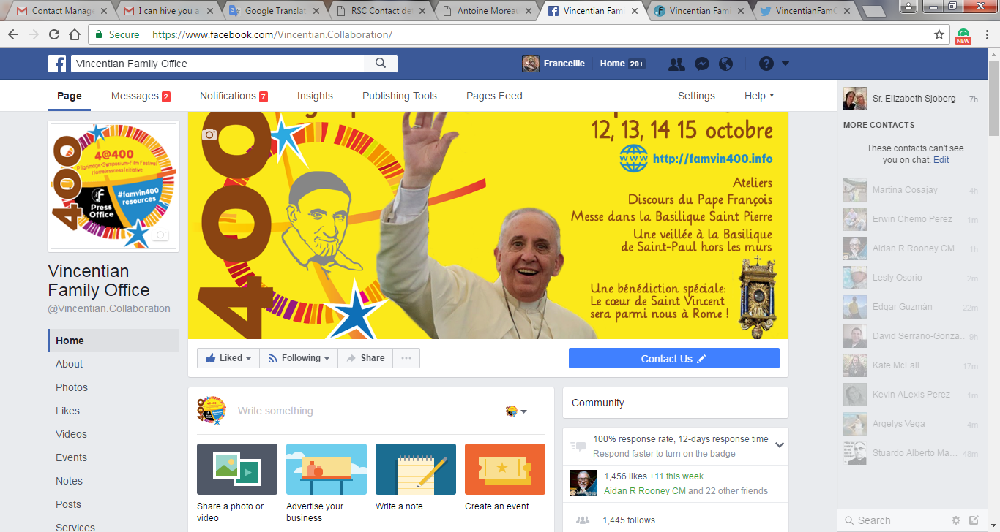 Contact Manage
I can hive you a
Google Translat
RSC Contact de
Antoine Moreau
Vincentian Fami
Vincentian Fam
VincentianFamO
Secure
https://www.facebook.com/Vincentian.Collaboration/
NEW
Vincentian Family Office
Francellie
Home 20+
Page
Messages 2
Notifications 7
Insights
Publishing Tools
Pages Feed
Settings
Help
400
4@400
Pilgrimage-Symposium-Film Festival
Homelessness Initiative
#famvin400
resources
Press
Office
Vincentian
Family Office
@Vincentian.Collaboration
Home
About
Photos
Likes
Videos
Events
Notes
Posts
Services
400
12, 13, 14 15 octobre
www http://famvin400.info
Ateliers
Discours du Pape François
Messe dans la Basilique Saint Pierre
Une veillée à la Basilique
de Saint-Paul hors les murs
Une bénédiction spéciale:
Le cœur de Saint Vincent
sera parmi nous à Rome !
Liked
Following
Share
Contact Us
Write something...
Share a photo or
video
Advertise your
business
Write a note
Create an event
Community
100% response rate, 12-days response time
Respond faster to turn on the badge
1,456 likes +11 this week
Aidan R Rooney CM and 22 other friends
1,445 follows
Sr. Elizabeth Sjoberg 7h
MORE CONTACTS
These contacts can't see
you on chat. Edit
Martina Cosajay 4h
Erwin Chemo Perez 1m
Aidan R Rooney CM 1h
Lesly Osorio 2m
Edgar Guzmán 22m
David Serrano-Gonza... 9h
Kate McFall 17m
Kevin ALexis Perez 1m
Argelys Vega 4m
Stuardo Alberto Ma... 48m
Search